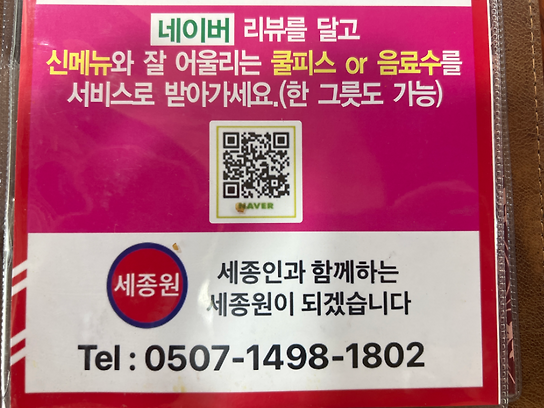 네이버 리뷰를 달고
신메뉴와 잘 어울리는 쿨피스 or 음료수를
서비스로 받아가세요.(한 그릇도 가능)
NAVER
세종원
세종인과 함께하는
세종원이 되겠습니다
Tel : 0507-1498-1802